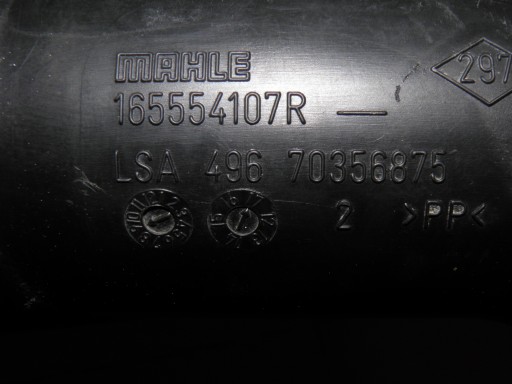 MAHLE 297
165554107R —
LSA 496 70356875
2 >PP<